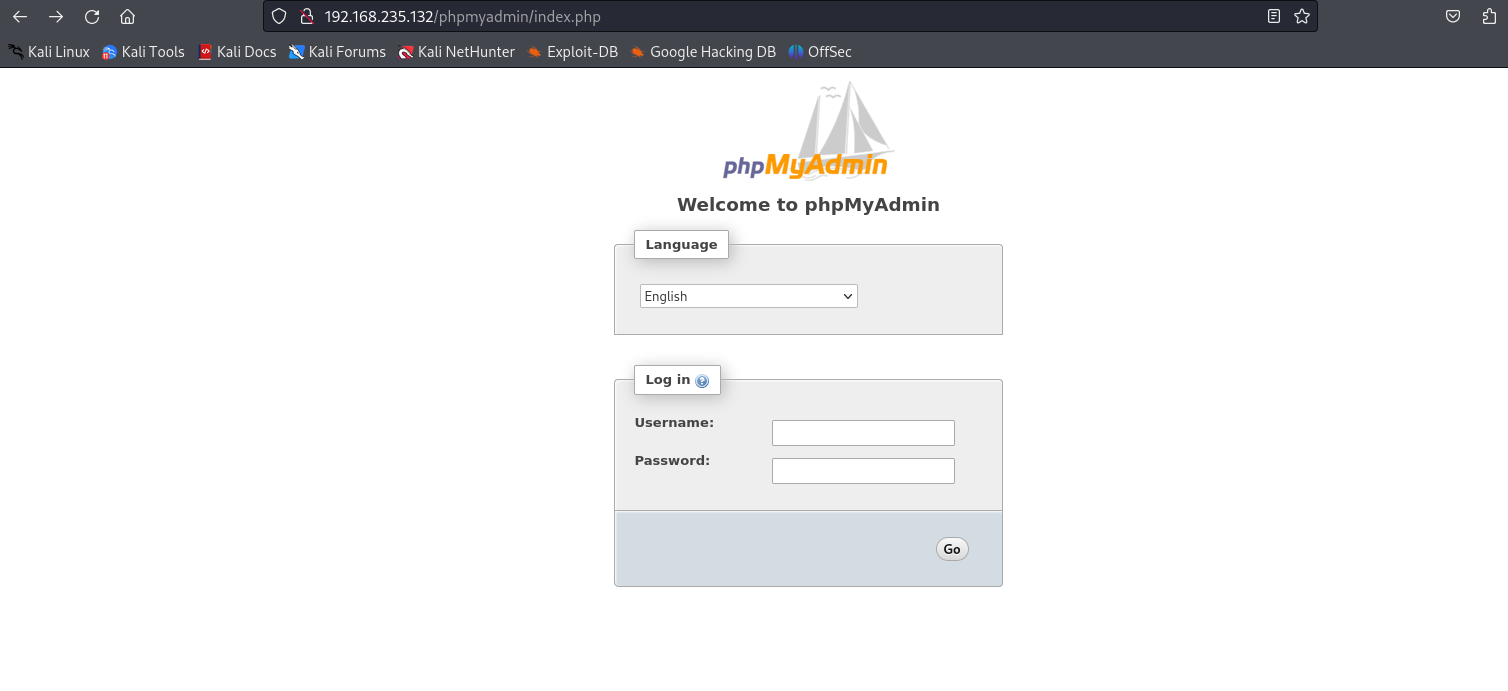 192.168.235.132/phpmyadmin/index.php
Kali Linux Kali Tools Kali Docs Kali Forums Kali NetHunter Exploit-DB Google Hacking DB OffSec
phpMyAdmin
Welcome to phpMyAdmin
Language
English
Log in
Username:
Password:
Go